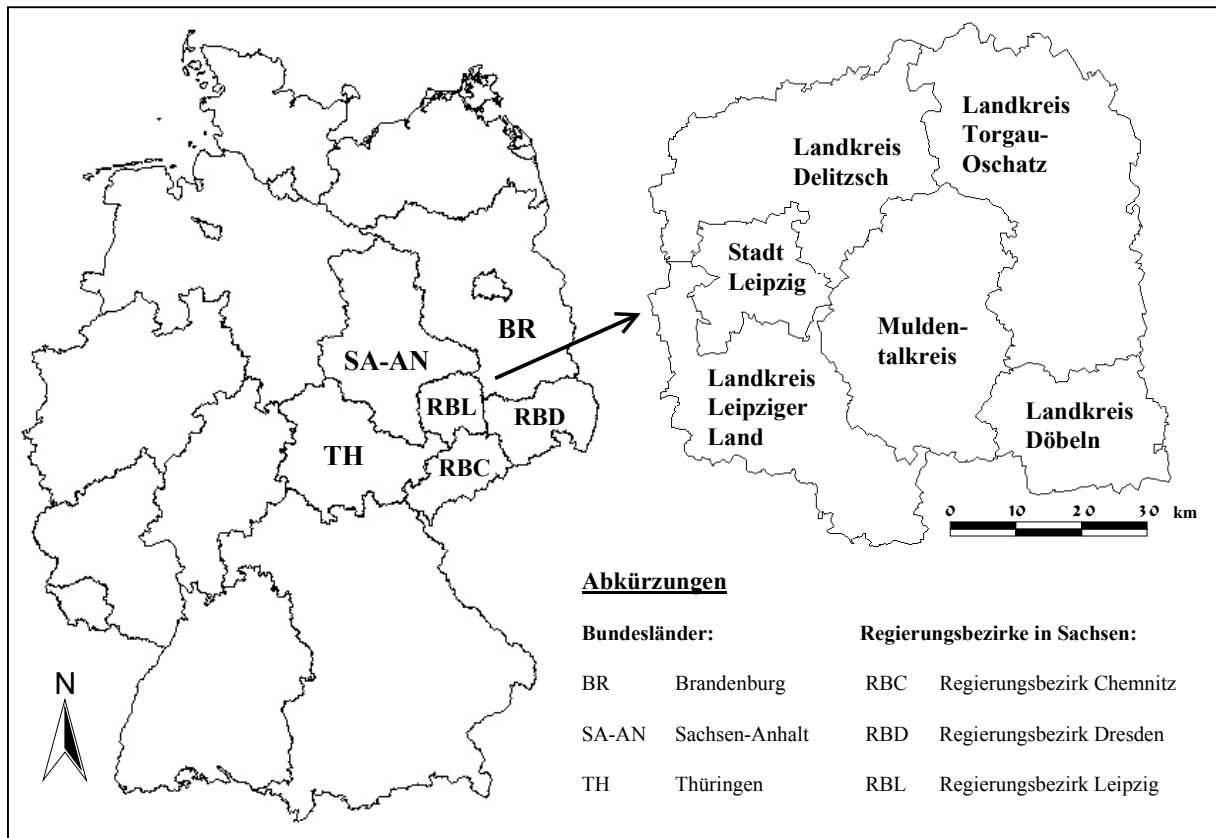 BR
SA-AN
RBL
RBD
TH
RBC
N
Landkreis
Torgau-
Oschatz
Landkreis
Delitzsch
Stadt
Leipzig
Mulden-
talkreis
Landkreis
Leipziger
Land
Landkreis
Döbeln
0 10 20 30 km
Abkürzungen
Bundesländer: Regierungsbezirke in Sachsen:
BR Brandenburg RBC Regierungsbezirk Chemnitz
SA-AN Sachsen-Anhalt RBD Regierungsbezirk Dresden
TH Thüringen RBL Regierungsbezirk Leipzig